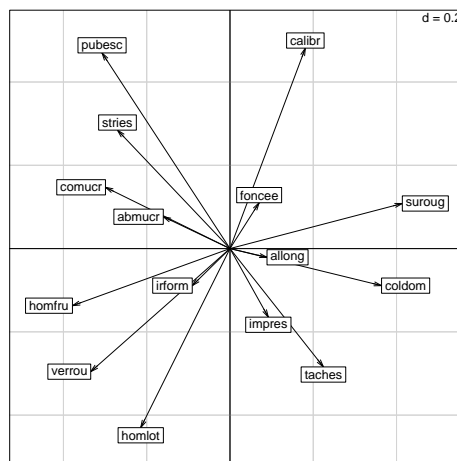 d = 0.2
calibr
pubesc
stries
comucr
foncee
suroug
abmucr
allong
irform
coldom
homfru
impres
verrou
taches
homlot